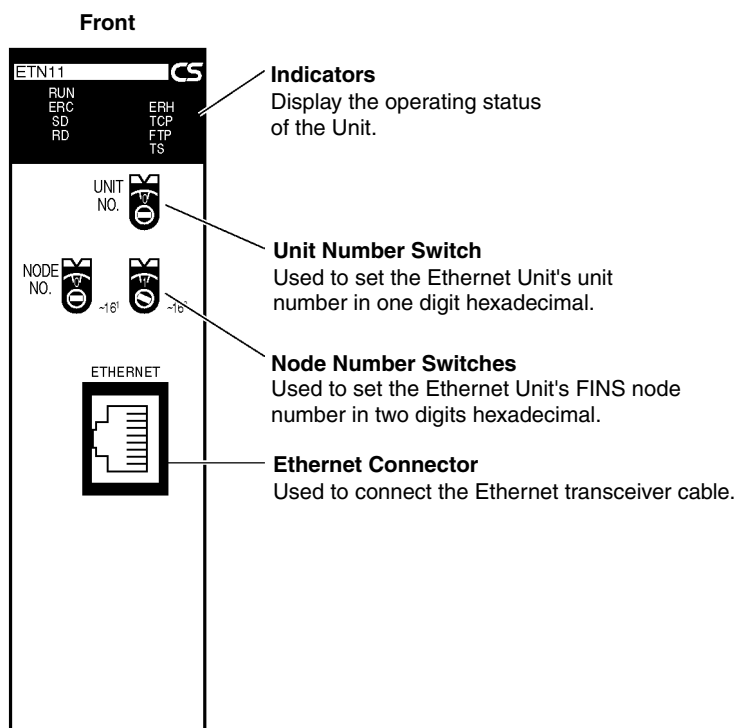 Front
ETN11 CS
RUN
ERC ERH
SD TCP
RD FTP
TS
Indicators
Display the operating status
of the Unit.
UNIT
NO.
Unit Number Switch
Used to set the Ethernet Unit's unit
number in one digit hexadecimal.
NODE
NO.
~16¹ ~16⁰
Node Number Switches
Used to set the Ethernet Unit's FINS node
number in two digits hexadecimal.
ETHERNET
Ethernet Connector
Used to connect the Ethernet transceiver cable.